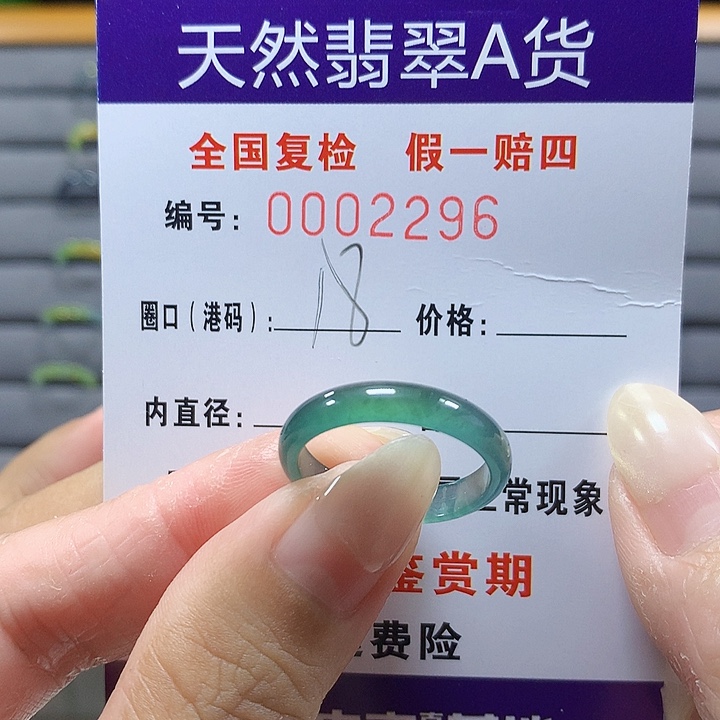 天然翡翠A货
全国复检 假一赔四
编号: 0002296
圈口(港码): 18 价格:
内直径:
常现象
鉴赏期
费险